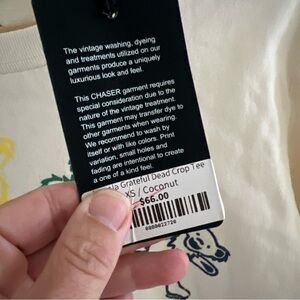 The vintage washing, dyeing
and treatments utilized on our
garments produce a uniquely
luxurious look and feel.
This CHASER garment requires
special consideration due to the
nature of the vintage treatment.
This garment may transfer dye to
other garments when wearing.
We recommend to wash by
itself or with like colors. Print
variation, small holes and
fading are intentional to create
a one of a kind feel.
Grateful Dead Crop Tee
XS / Coconut
$66.00